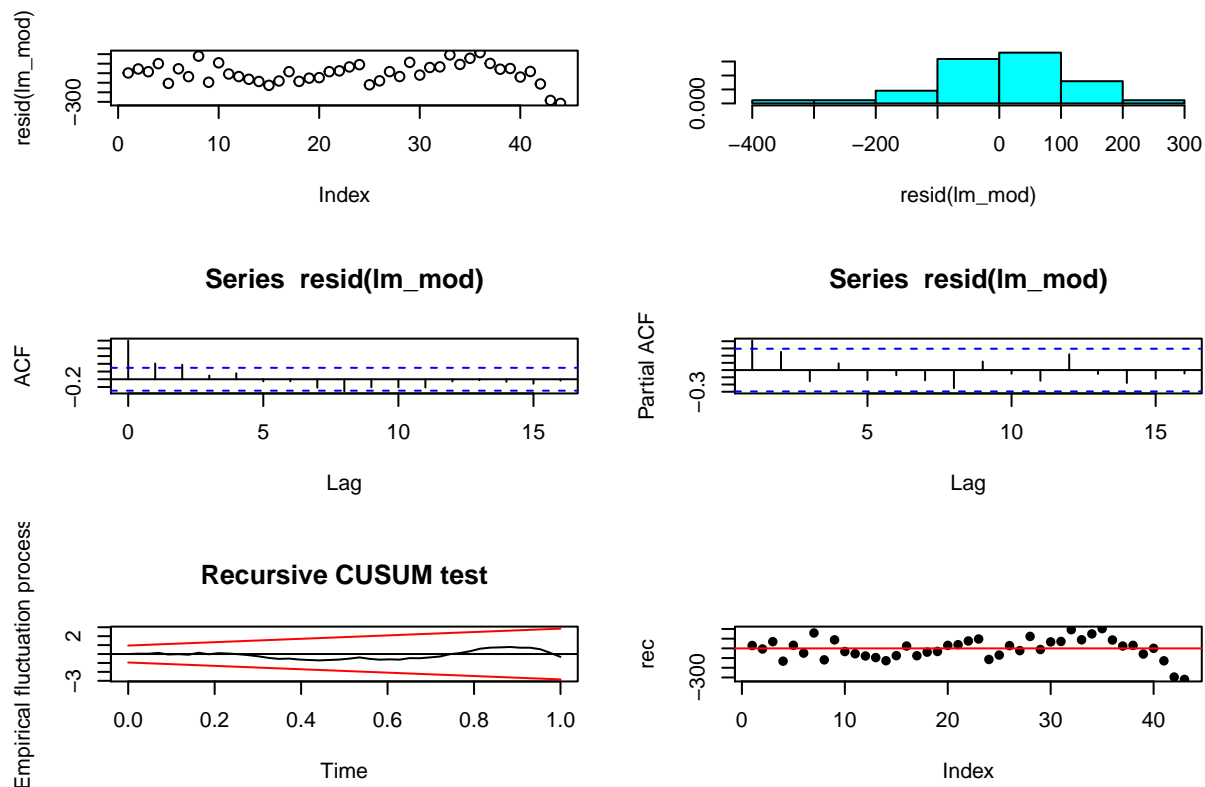 resid(lm_mod)
−300
0 10 20 30 40
Index
0.000
−400 −200 0 100 200 300
resid(lm_mod)
Series resid(lm_mod)
ACF
−0.2
0 5 10 15
Lag
Series resid(lm_mod)
Partial ACF
−0.3
5 10 15
Lag
Recursive CUSUM test
Empirical fluctuation process
2
−3
0.0 0.2 0.4 0.6 0.8 1.0
Time
rec
−300
0 10 20 30 40
Index